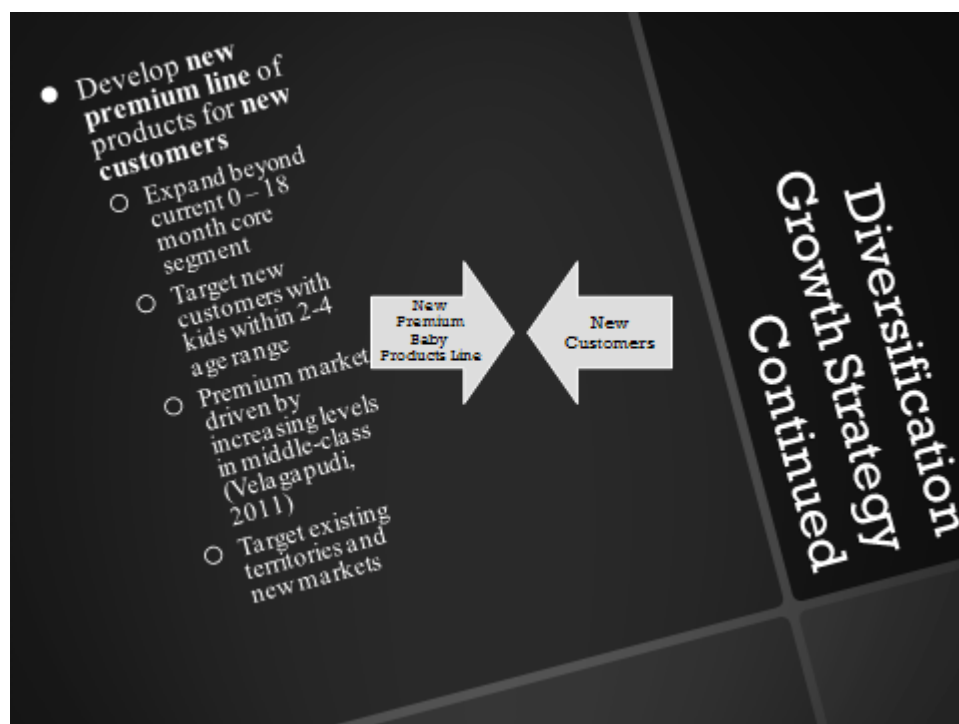 Diversification
Growth Strategy
Continued
● Develop new
premium line of
products for new
customers
○ Expand beyond
current 0 – 18
month core
segment
○ Target new
customers with
kids within 2-4
age range
○ Premium market
driven by
increasing levels
in middle-class
(Velagapudi,
2011)
○ Target existing
territories and
new markets
New
Premium
Baby
Products Line
New
Customers